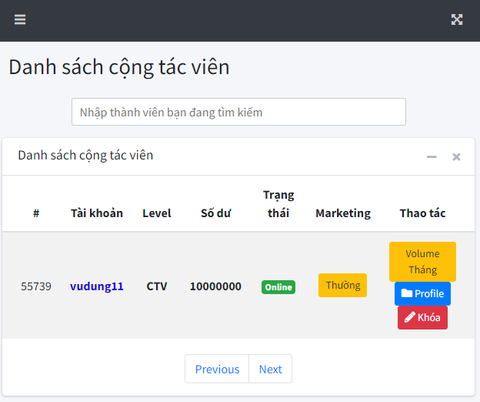 Danh sách cộng tác viên
Nhập thành viên bạn đang tìm kiếm
Danh sách cộng tác viên
# Tài khoản Level Số dư Trạng thái Marketing Thao tác
55739 vudung11 CTV 10000000 Online Thường
Volume Tháng
Profile
Khóa
Previous Next